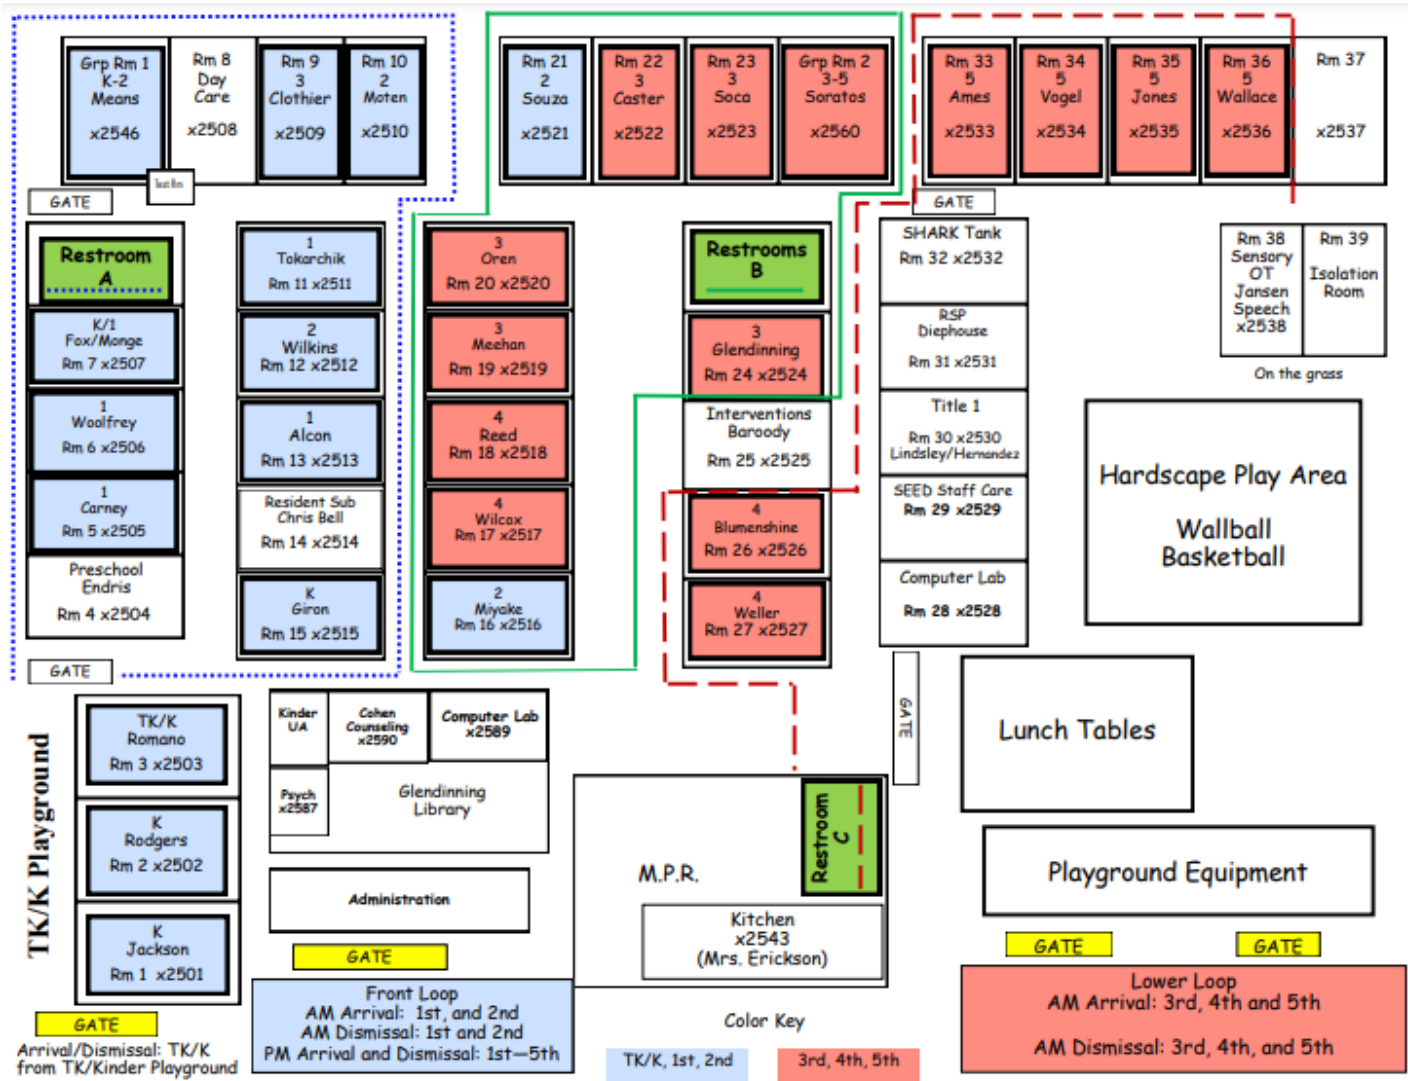 Grp Rm 1
K-2
Means
x2546
Rm 8
Day
Care
x2508
Rm 9
3
Clothier
x2509
Rm 10
2
Moten
x2510
Rm 21
2
Souza
x2521
Rm 22
3
Caster
x2522
Rm 23
3
Soca
x2523
Grp Rm 2
3-5
Soratos
x2560
Rm 33
5
Ames
x2533
Rm 34
5
Vogel
x2534
Rm 35
5
Jones
x2535
Rm 36
5
Wallace
x2536
Rm 37
x2537
GATE
GATE
Restroom
A
K/1
Fox/Monge
Rm 7 x2507
1
Woolfrey
Rm 6 x2506
1
Carney
Rm 5 x2505
Preschool
Endris
Rm 4 x2504
1
Tokarchik
Rm 11 x2511
2
Wilkins
Rm 12 x2512
1
Alcon
Rm 13 x2513
Resident Sub
Chris Bell
Rm 14 x2514
K
Giron
Rm 15 x2515
3
Oren
Rm 20 x2520
3
Meehan
Rm 19 x2519
4
Reed
Rm 18 x2518
4
Wilcox
Rm 17 x2517
2
Miyake
Rm 16 x2516
Restrooms
B
3
Glendinning
Rm 24 x2524
Interventions
Baroody
Rm 25 x2525
4
Blumenshine
Rm 26 x2526
4
Weller
Rm 27 x2527
SHARK Tank
Rm 32 x2532
RSP
Diephouse
Rm 31 x2531
Title 1
Rm 30 x2530
Lindsley/Hernandez
SEED Staff Care
Rm 29 x2529
Computer Lab
Rm 28 x2528
Rm 38
Sensory
OT
Jansen
Speech
x2538
Rm 39
Isolation
Room
On the grass
Hardscape Play Area
Wallball
Basketball
GATE
GATE
Lunch Tables
TK/K Playground
TK/K
Romano
Rm 3 x2503
K
Rodgers
Rm 2 x2502
K
Jackson
Rm 1 x2501
Kinder
UA
Cohen
Counseling
x2590
Computer Lab
x2589
Psych
x2587
Glendinning
Library
Administration
M.P.R.
Restroom
C
Kitchen
x2543
(Mrs. Erickson)
Playground Equipment
GATE
GATE
GATE
GATE
Arrival/Dismissal: TK/K
from TK/Kinder Playground
Front Loop
AM Arrival: 1st, and 2nd
AM Dismissal: 1st and 2nd
PM Arrival and Dismissal: 1st—5th
Color Key
TK/K, 1st, 2nd
3rd, 4th, 5th
Lower Loop
AM Arrival: 3rd, 4th and 5th
AM Dismissal: 3rd, 4th, and 5th